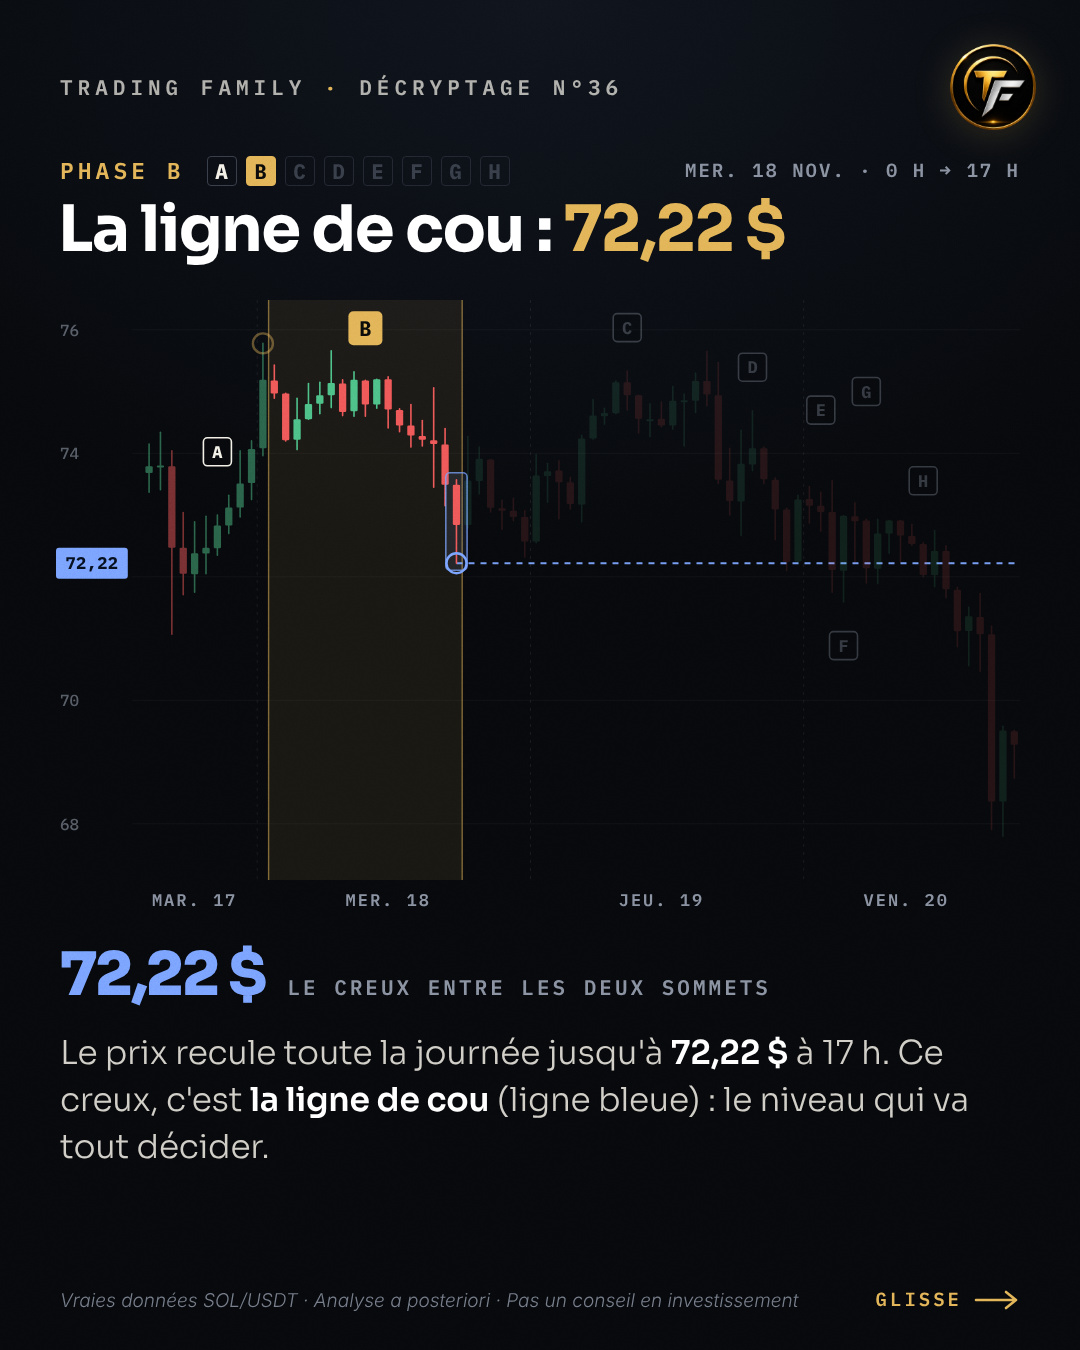 TRADING FAMILY · DÉCRYPTAGE N°36
TF
PHASE B A B C D E F G H
MER. 18 NOV. · 0 H → 17 H
La ligne de cou : 72,22 $
76
74
72,22
70
68
A
B
C
D
E
G
H
F
MAR. 17
MER. 18
JEU. 19
VEN. 20
72,22 $ LE CREUX ENTRE LES DEUX SOMMETS
Le prix recule toute la journée jusqu'à 72,22 $ à 17 h. Ce
creux, c'est la ligne de cou (ligne bleue) : le niveau qui va
tout décider.
Vraies données SOL/USDT · Analyse a posteriori · Pas un conseil en investissement
GLISSE →